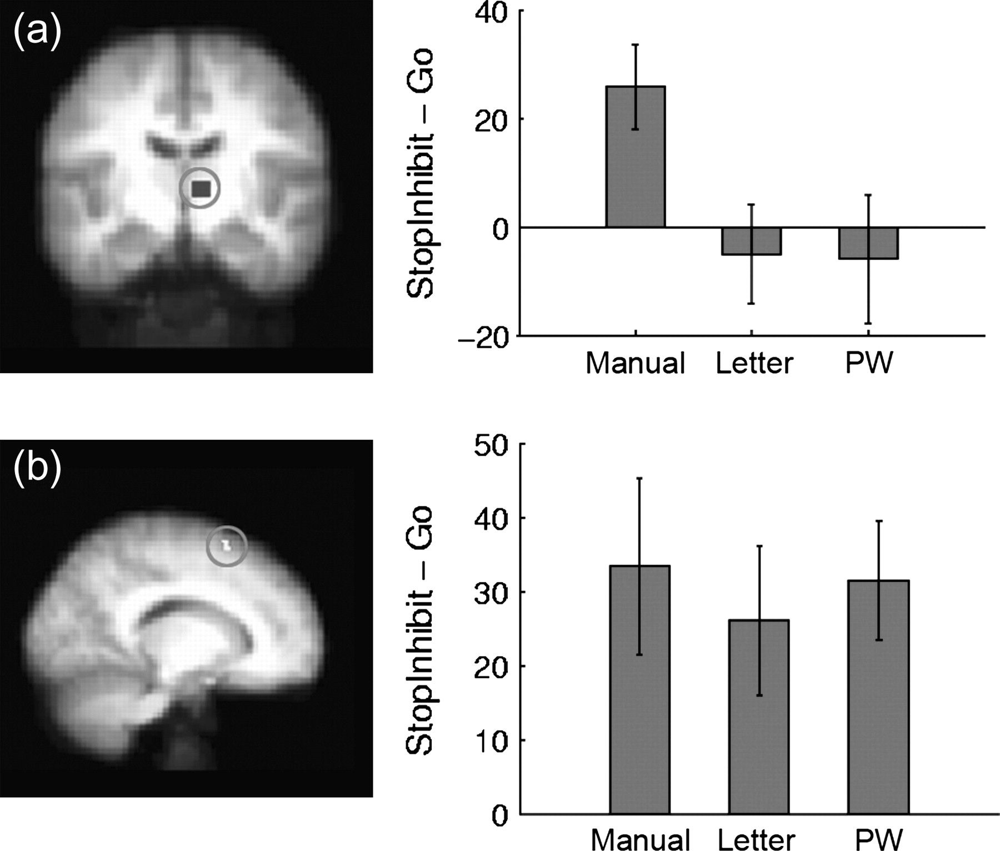 (a)
StopInhibit – Go
40
20
0
–20
Manual Letter PW
(b)
StopInhibit – Go
50
40
30
20
10
0
Manual Letter PW